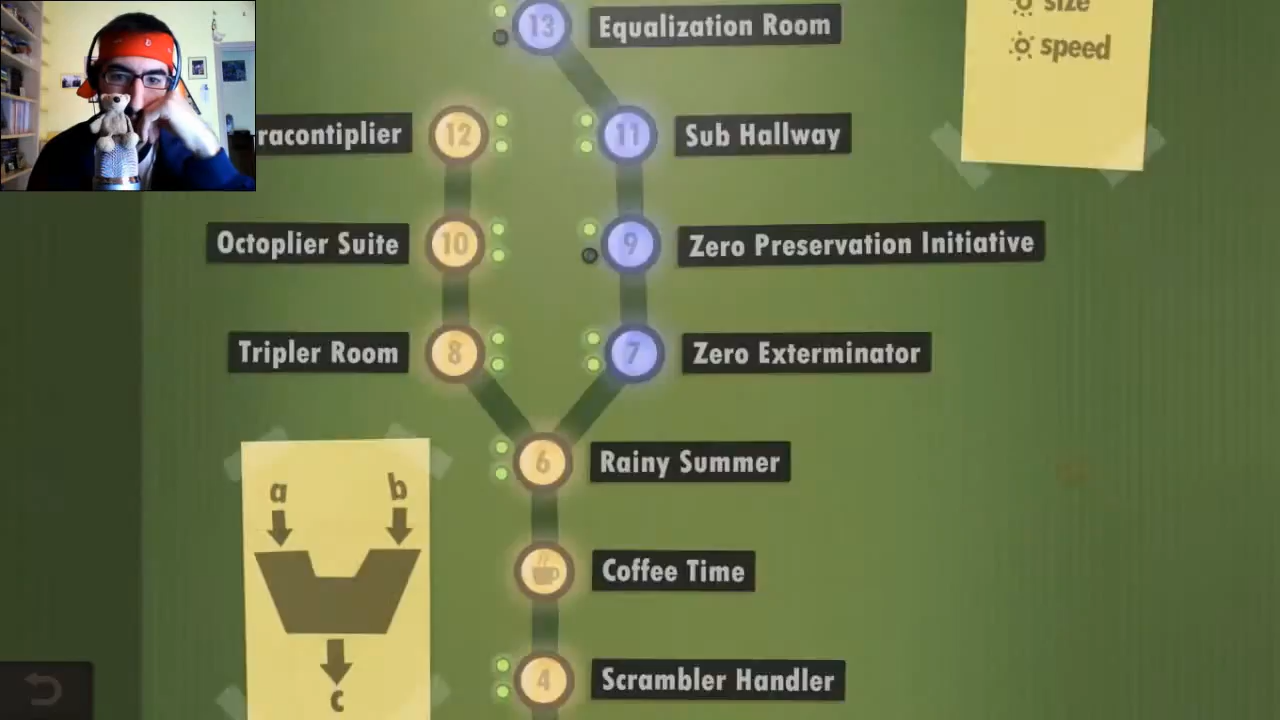 13 Equalization Room
size
speed
racontiplier 12
11 Sub Hallway
Octoplier Suite 10
9 Zero Preservation Initiative
Tripler Room 8
7 Zero Exterminator
6 Rainy Summer
a b
Coffee Time
c
4 Scrambler Handler